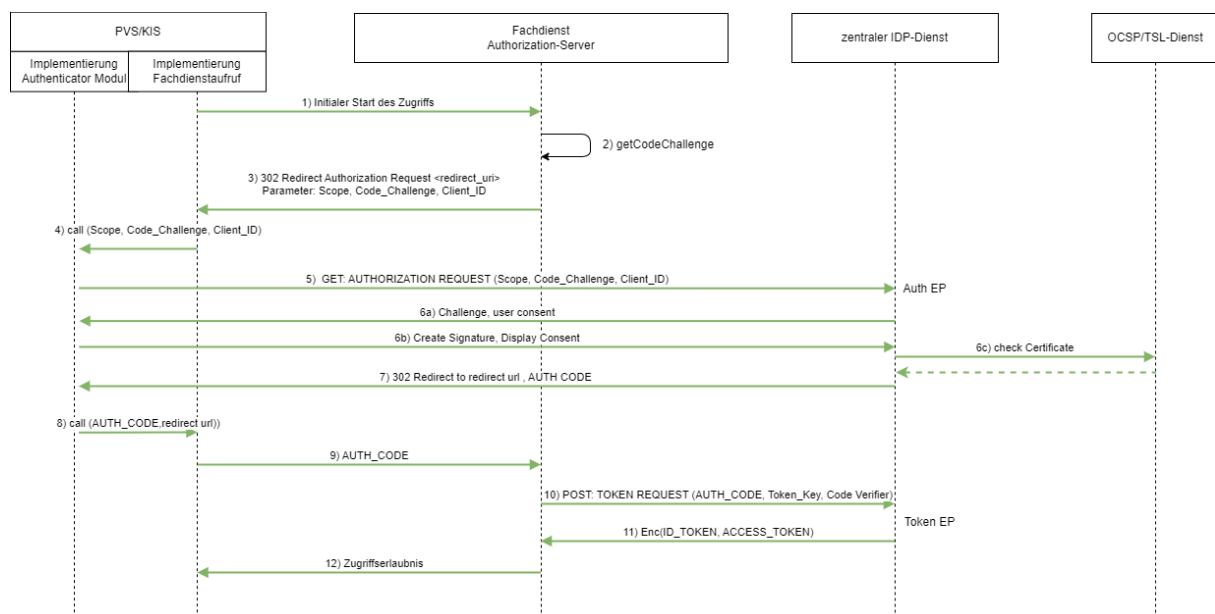 PVS/KIS
Fachdienst
Authorization-Server
zentraler IDP-Dienst
OCSP/TSL-Dienst
Implementierung
Authenticator Modul
Implementierung
Fachdienstaufruf
1) Initialer Start des Zugriffs
2) getCodeChallenge
3) 302 Redirect Authorization Request <redirect_uri>
Parameter: Scope, Code_Challenge, Client_ID
4) call (Scope, Code_Challenge, Client_ID)
5) GET: AUTHORIZATION REQUEST (Scope, Code_Challenge, Client_ID)
Auth EP
6a) Challenge, user consent
6b) Create Signature, Display Consent
6c) check Certificate
7) 302 Redirect to redirect url , AUTH CODE
8) call (AUTH_CODE,redirect url))
9) AUTH_CODE
10) POST: TOKEN REQUEST (AUTH_CODE, Token_Key, Code Verifier)
Token EP
11) Enc(ID_TOKEN, ACCESS_TOKEN)
12) Zugriffserlaubnis